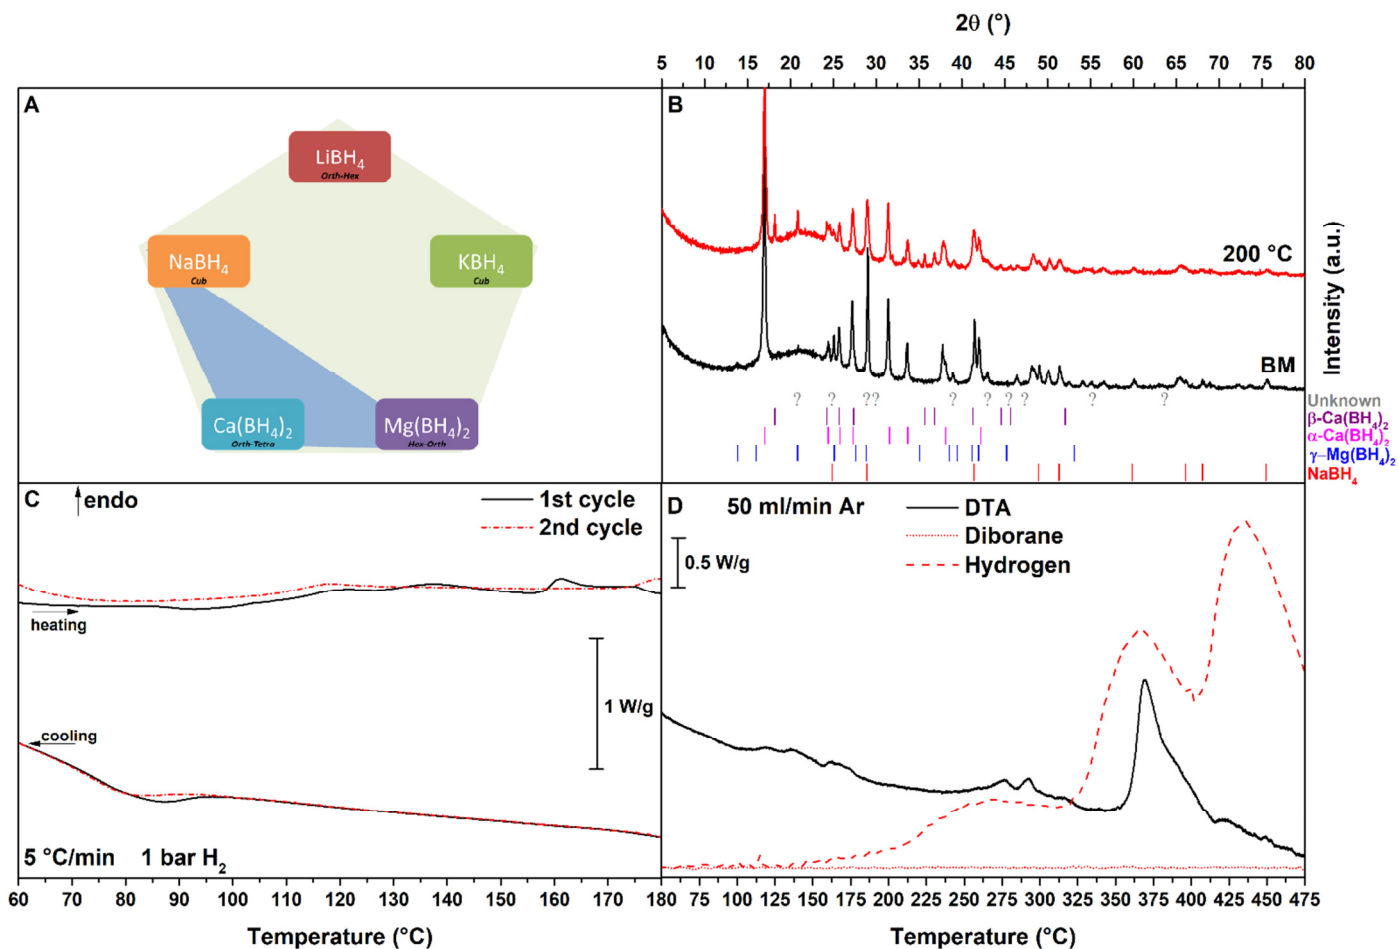 2θ (°)
5 10 15 20 25 30 35 40 45 50 55 60 65 70 75 80
A
LiBH4
Orth-Hex
NaBH4
Cub
KBH4
Cub
Ca(BH4)2
Orth-Tetra
Mg(BH4)2
Hex-Orth
B
200 °C
BM
Intensity (a.u.)
? ? ? ? ? ? ? ? ? ?
Unknown
β-Ca(BH4)2
α-Ca(BH4)2
γ-Mg(BH4)2
NaBH4
C
endo
1st cycle
2nd cycle
0.5 W/g
heating
1 W/g
cooling
5 °C/min 1 bar H2
60 70 80 90 100 110 120 130 140 150 160 170 180
Temperature (°C)
D
50 ml/min Ar
DTA
Diborane
Hydrogen
75 100 125 150 175 200 225 250 275 300 325 350 375 400 425 450 475
Temperature (°C)